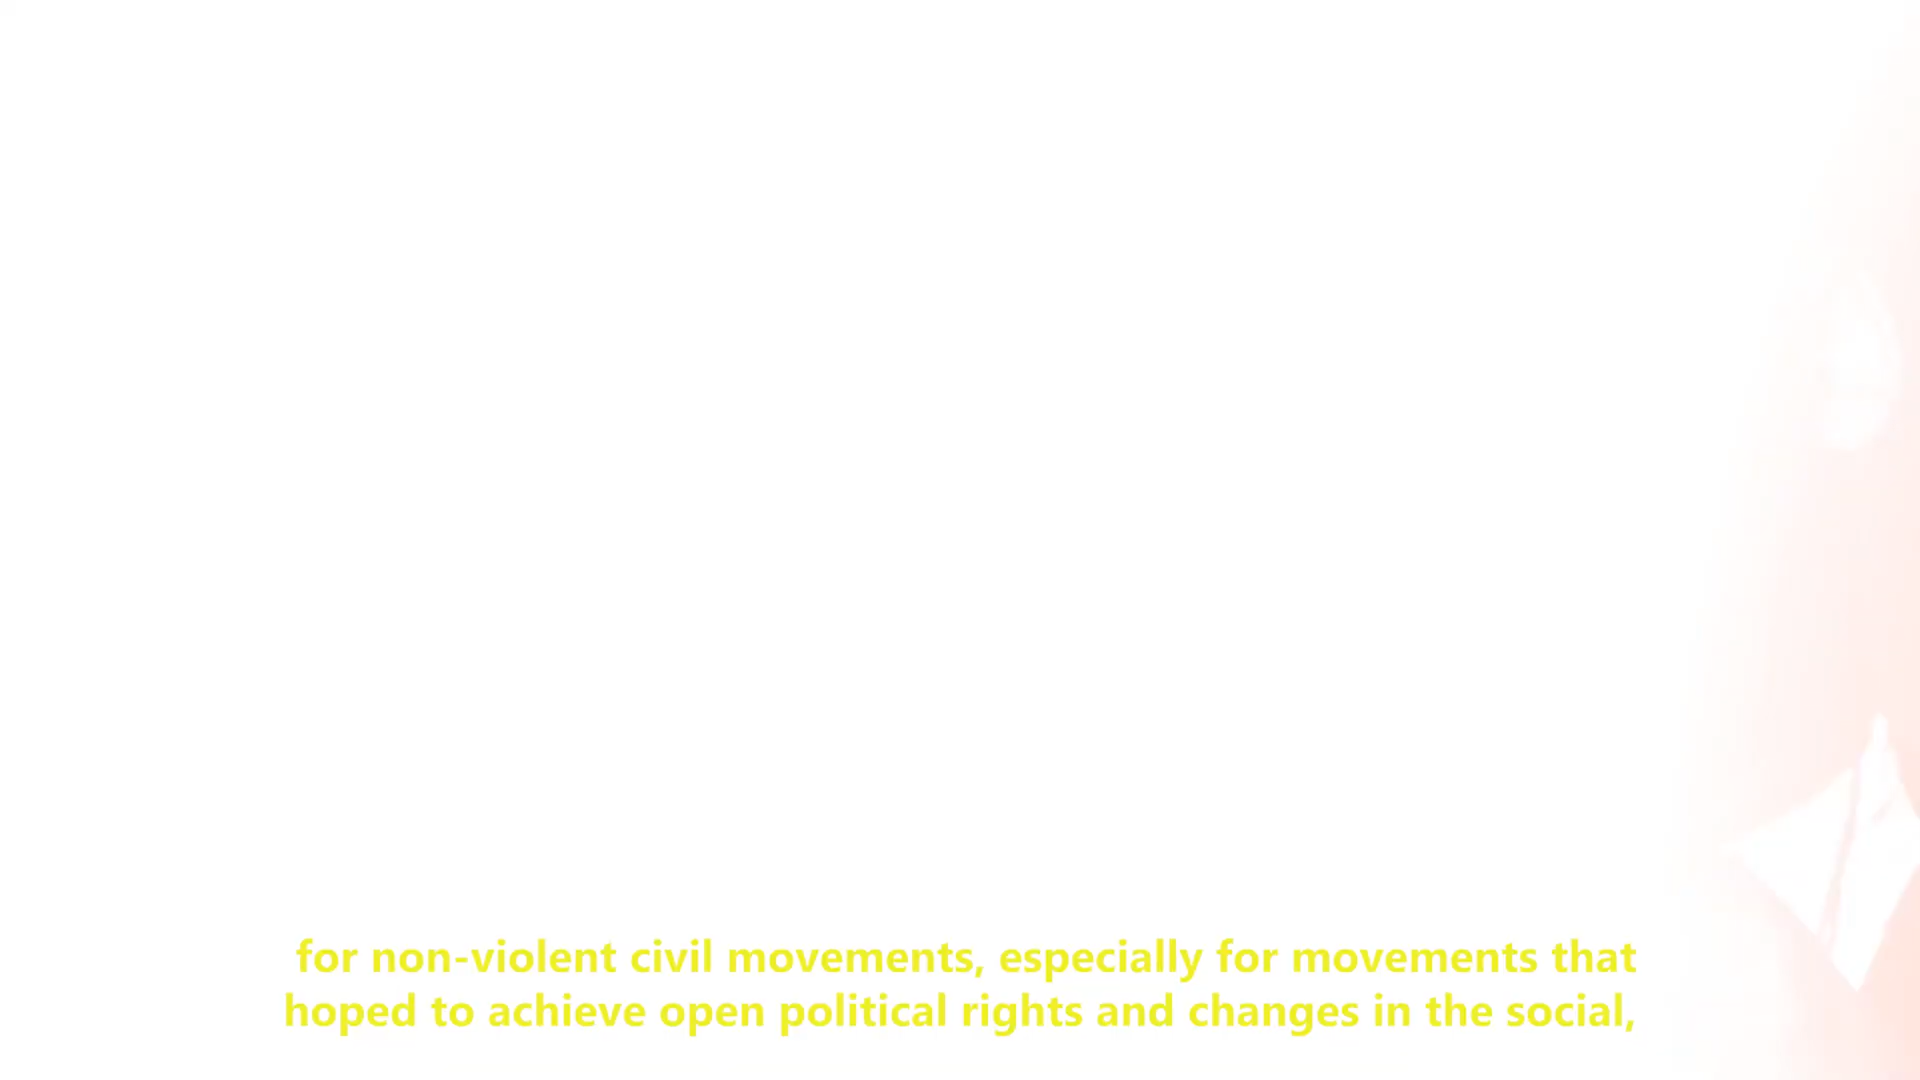 for non-violent civil movements, especially for movements that
hoped to achieve open political rights and changes in the social,